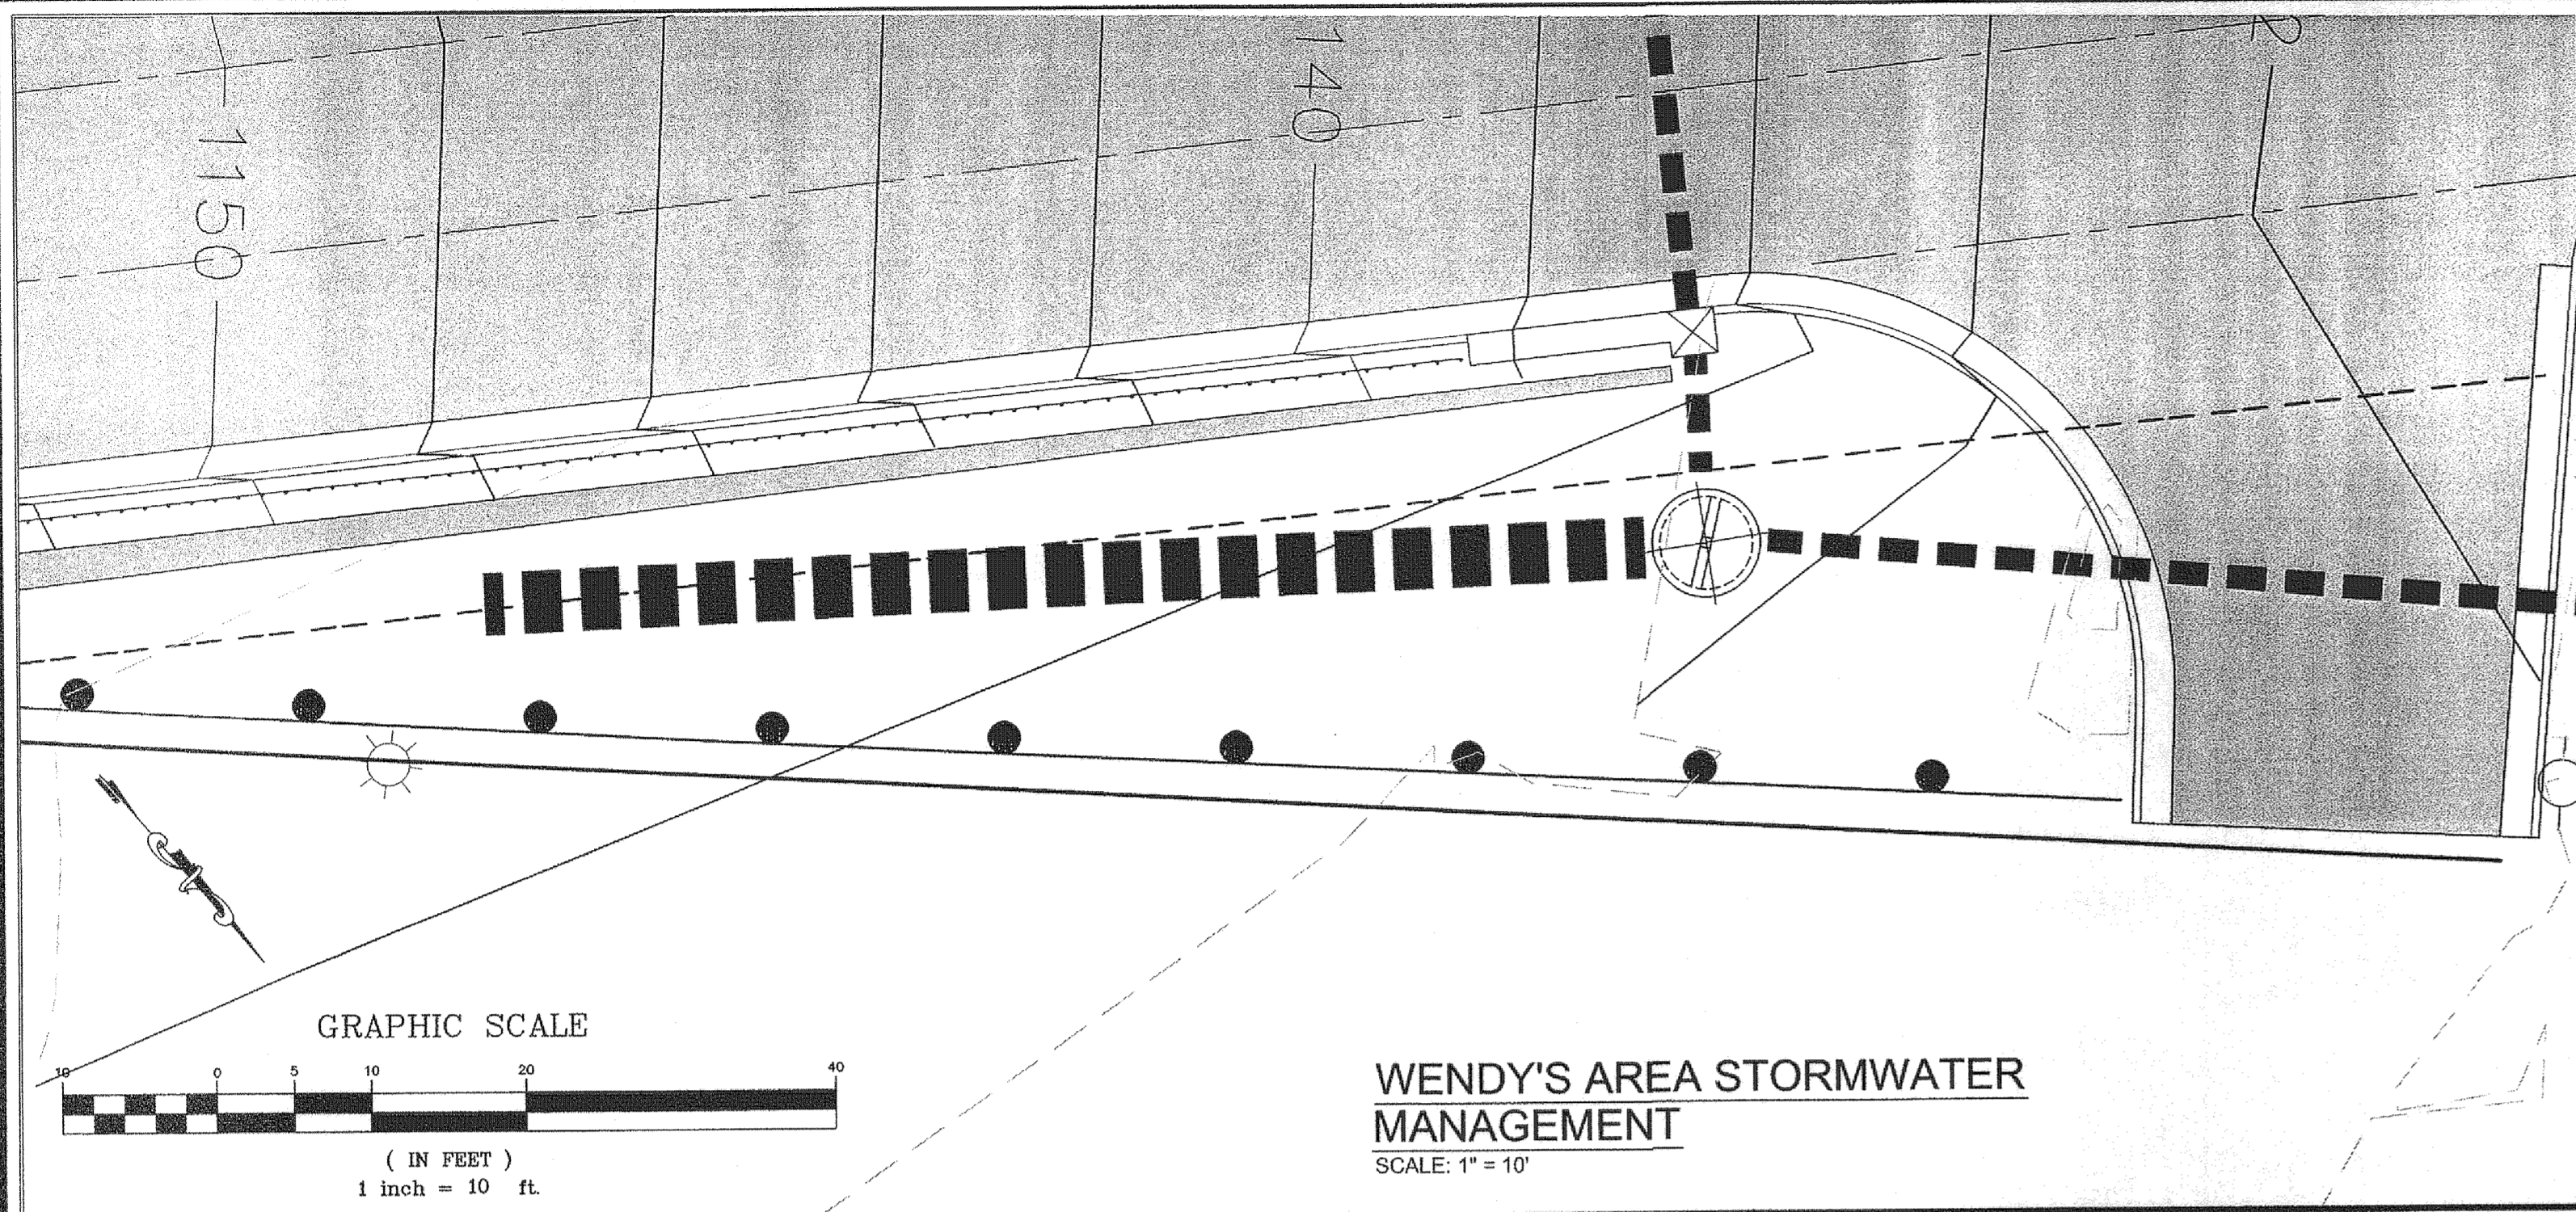 1150
1140
GRAPHIC SCALE
10 0 5 10 20 40
( IN FEET )
1 inch = 10 ft.
WENDY'S AREA STORMWATER
MANAGEMENT
SCALE: 1" = 10'